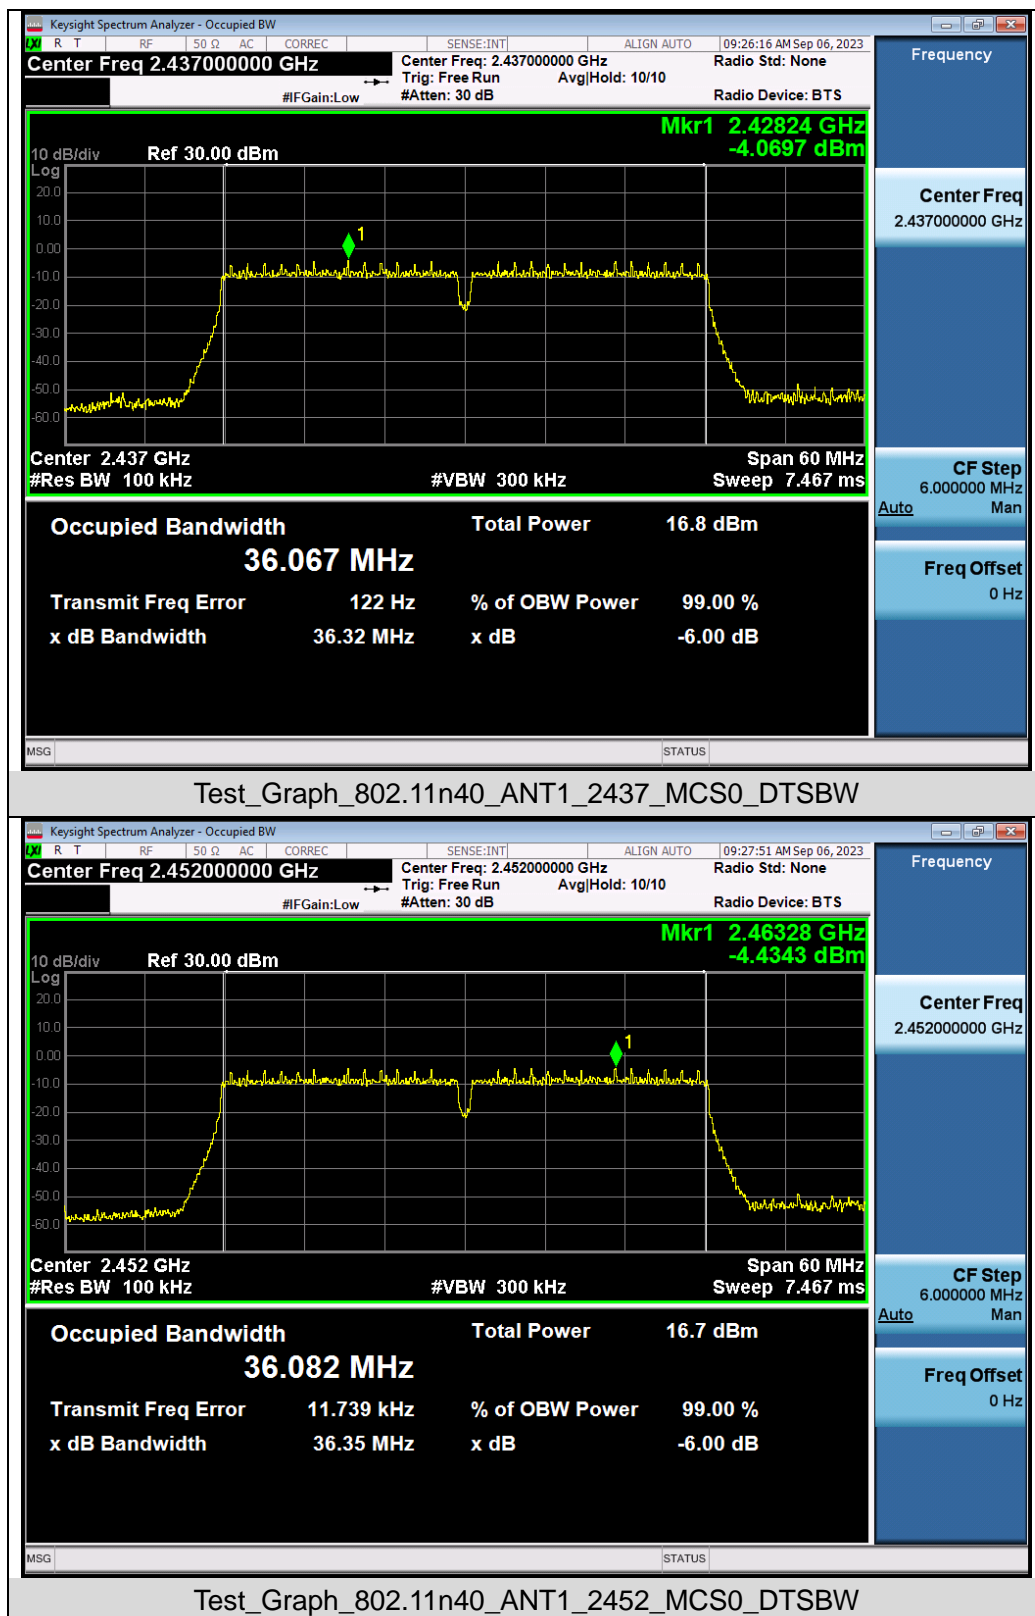 Keysight Spectrum Analyzer - Occupied BW
LXI R T RF 50 Ω AC CORREC SENSE:INT ALIGN AUTO 09:26:16 AM Sep 06, 2023
Center Freq 2.437000000 GHz
Center Freq: 2.437000000 GHz Radio Std: None
Trig: Free Run Avg|Hold: 10/10
#IFGain:Low #Atten: 30 dB Radio Device: BTS
Frequency
Mkr1 2.42824 GHz
-4.0697 dBm
10 dB/div Ref 30.00 dBm
Log
20.0
10.0
0.00
-10.0
-20.0
-30.0
-40.0
-50.0
-60.0
1
Center 2.437 GHz Span 60 MHz
#Res BW 100 kHz #VBW 300 kHz Sweep 7.467 ms
Center Freq
2.437000000 GHz
CF Step
6.000000 MHz
Auto Man
Freq Offset
0 Hz
Occupied Bandwidth Total Power 16.8 dBm
36.067 MHz
Transmit Freq Error 122 Hz % of OBW Power 99.00 %
x dB Bandwidth 36.32 MHz x dB -6.00 dB
MSG STATUS
Test_Graph_802.11n40_ANT1_2437_MCS0_DTSBW
Keysight Spectrum Analyzer - Occupied BW
LXI R T RF 50 Ω AC CORREC SENSE:INT ALIGN AUTO 09:27:51 AM Sep 06, 2023
Center Freq 2.452000000 GHz
Center Freq: 2.452000000 GHz Radio Std: None
Trig: Free Run Avg|Hold: 10/10
#IFGain:Low #Atten: 30 dB Radio Device: BTS
Frequency
Mkr1 2.46328 GHz
-4.4343 dBm
10 dB/div Ref 30.00 dBm
Log
20.0
10.0
0.00
-10.0
-20.0
-30.0
-40.0
-50.0
-60.0
1
Center 2.452 GHz Span 60 MHz
#Res BW 100 kHz #VBW 300 kHz Sweep 7.467 ms
Center Freq
2.452000000 GHz
CF Step
6.000000 MHz
Auto Man
Freq Offset
0 Hz
Occupied Bandwidth Total Power 16.7 dBm
36.082 MHz
Transmit Freq Error 11.739 kHz % of OBW Power 99.00 %
x dB Bandwidth 36.35 MHz x dB -6.00 dB
MSG STATUS
Test_Graph_802.11n40_ANT1_2452_MCS0_DTSBW